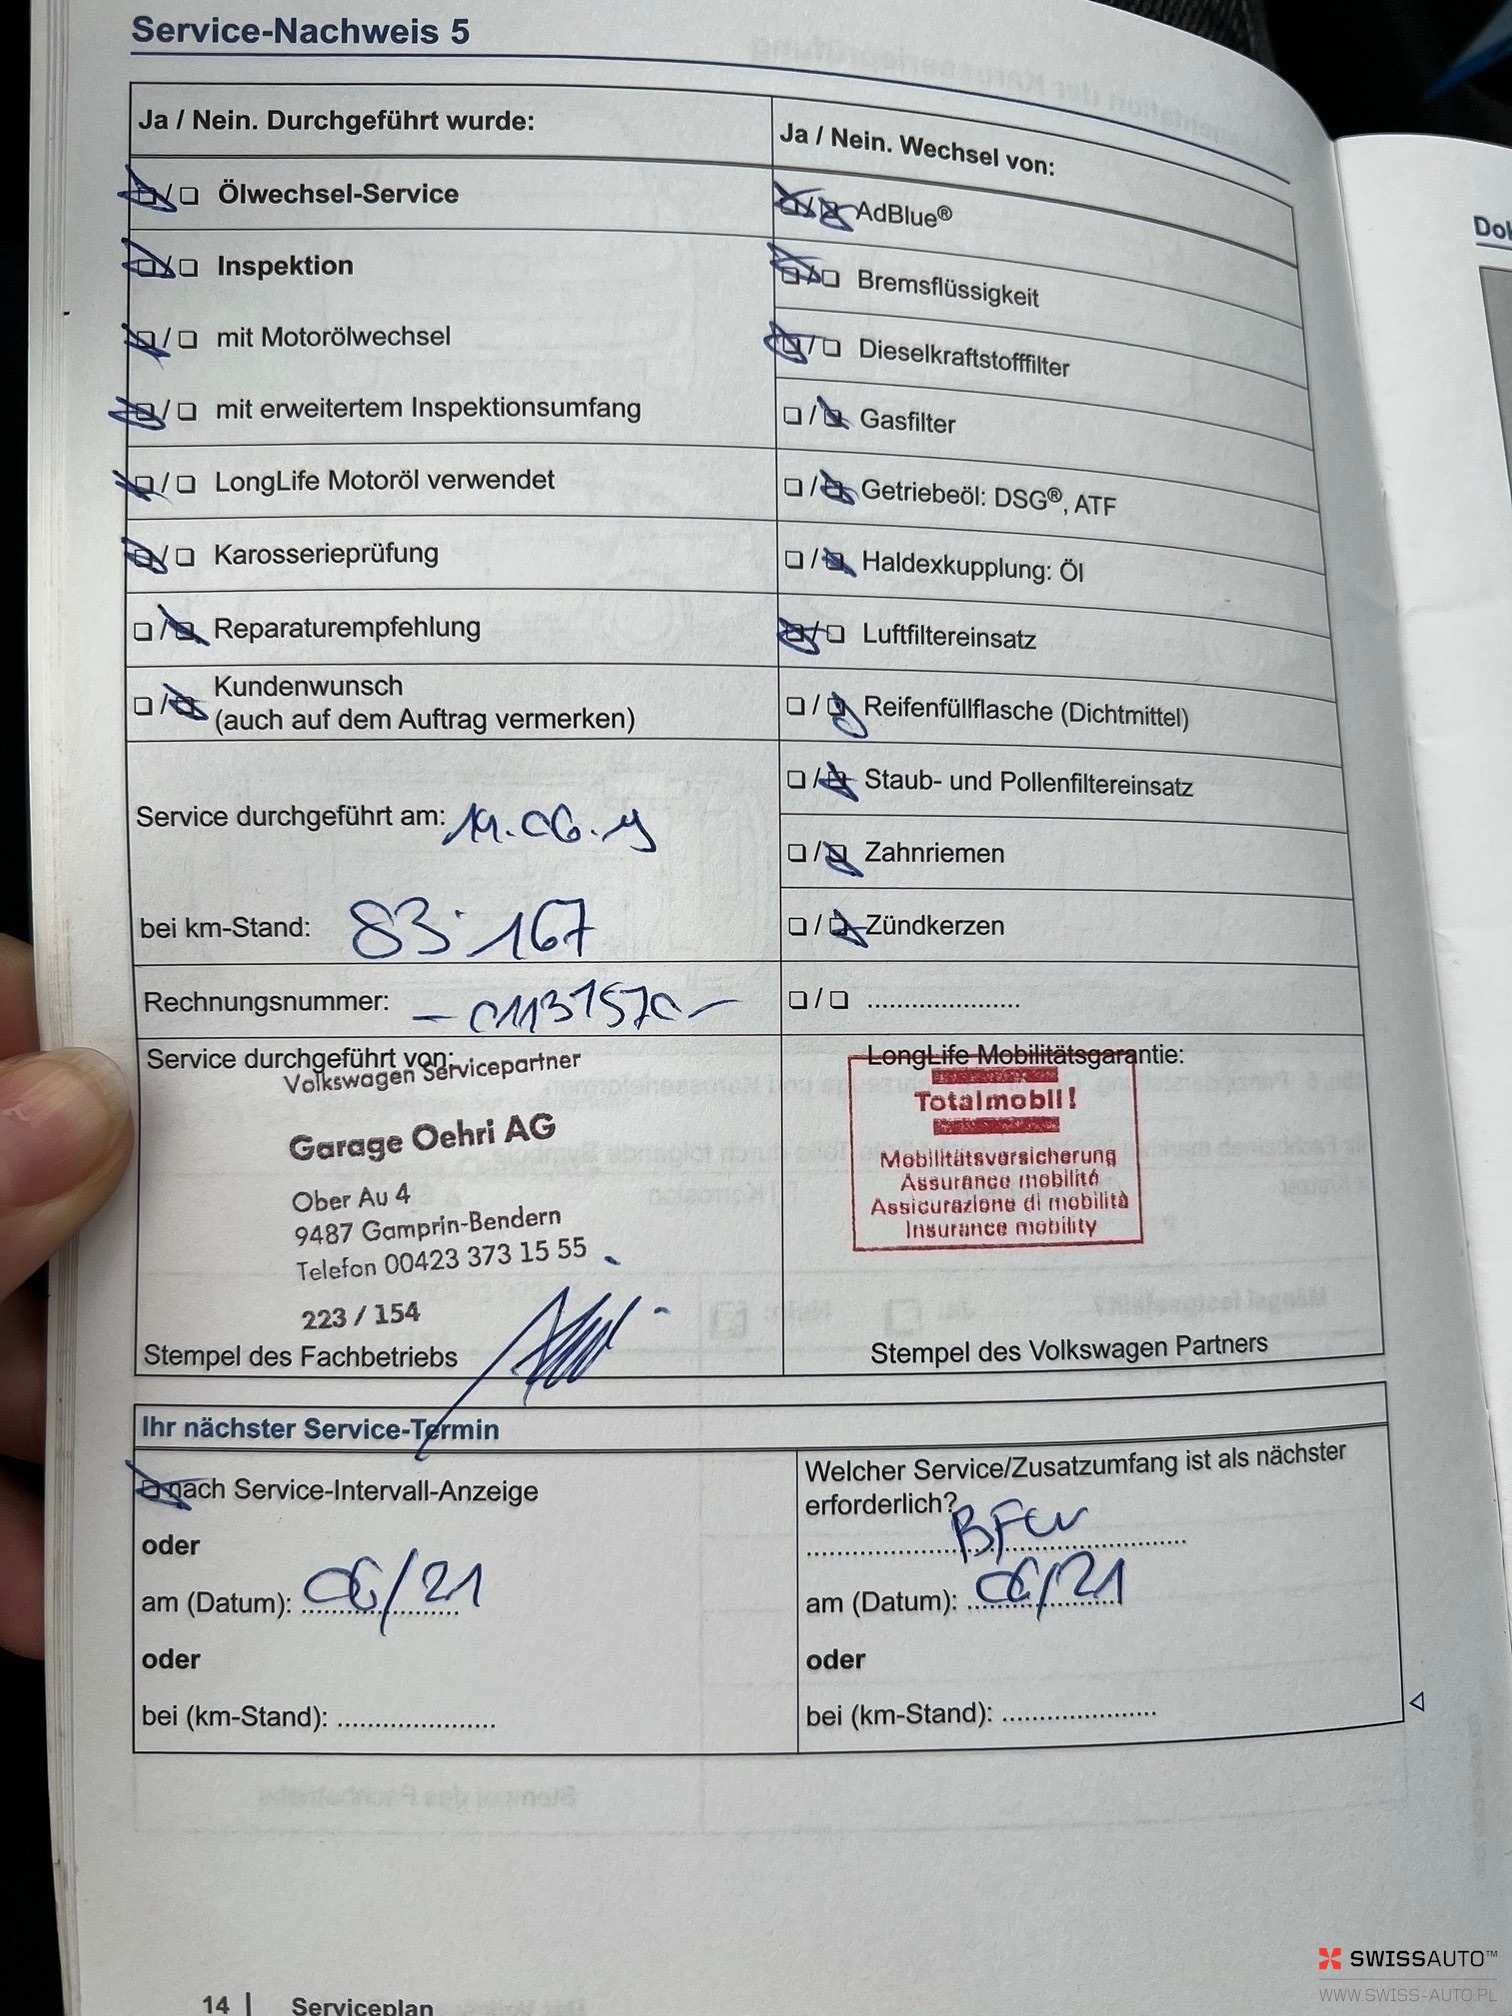 Service-Nachweis 5
Ja / Nein. Durchgeführt wurde:
☒ / ☐ Ölwechsel-Service
☒ / ☐ Inspektion
☒ / ☐ mit Motorölwechsel
☒ / ☐ mit erweitertem Inspektionsumfang
☒ / ☐ LongLife Motoröl verwendet
☒ / ☐ Karosserieprüfung
☐ / ☒ Reparaturempfehlung
☐ / ☒ Kundenwunsch
(auch auf dem Auftrag vermerken)
Service durchgeführt am:
bei km-Stand: 83.167
Rechnungsnummer:
Ja / Nein. Wechsel von:
☒ / ☒ AdBlue®
☒ / ☐ Bremsflüssigkeit
☒ / ☐ Dieselkraftstofffilter
☐ / ☒ Gasfilter
☐ / ☒ Getriebeöl: DSG®, ATF
☐ / ☒ Haldexkupplung: Öl
☒ / ☐ Luftfiltereinsatz
☐ / ☒ Reifenfüllflasche (Dichtmittel)
☐ / ☒ Staub- und Pollenfiltereinsatz
☐ / ☒ Zahnriemen
☐ / ☒ Zündkerzen
☐ / ☐ .....................
Service durchgeführt von:
Volkswagen Servicepartner
Garage Oehri AG
Ober Au 4
9487 Gamprin-Bendern
Telefon 00423 373 15 55
223 / 154
Stempel des Fachbetriebs
LongLife Mobilitätsgarantie:
Totalmobil!
Mobilitätsversicherung
Assurance mobilité
Assicurazione di mobilità
Insurance mobility
Stempel des Volkswagen Partners
Ihr nächster Service-Termin
☒ nach Service-Intervall-Anzeige
oder
am (Datum): 06/21
oder
bei (km-Stand): .....................
Welcher Service/Zusatzumfang ist als nächster
erforderlich?
am (Datum): 06/21
oder
bei (km-Stand): .....................
14 | Serviceplan
Dok
SWISSAUTO™
WWW.SWISS-AUTO.PL